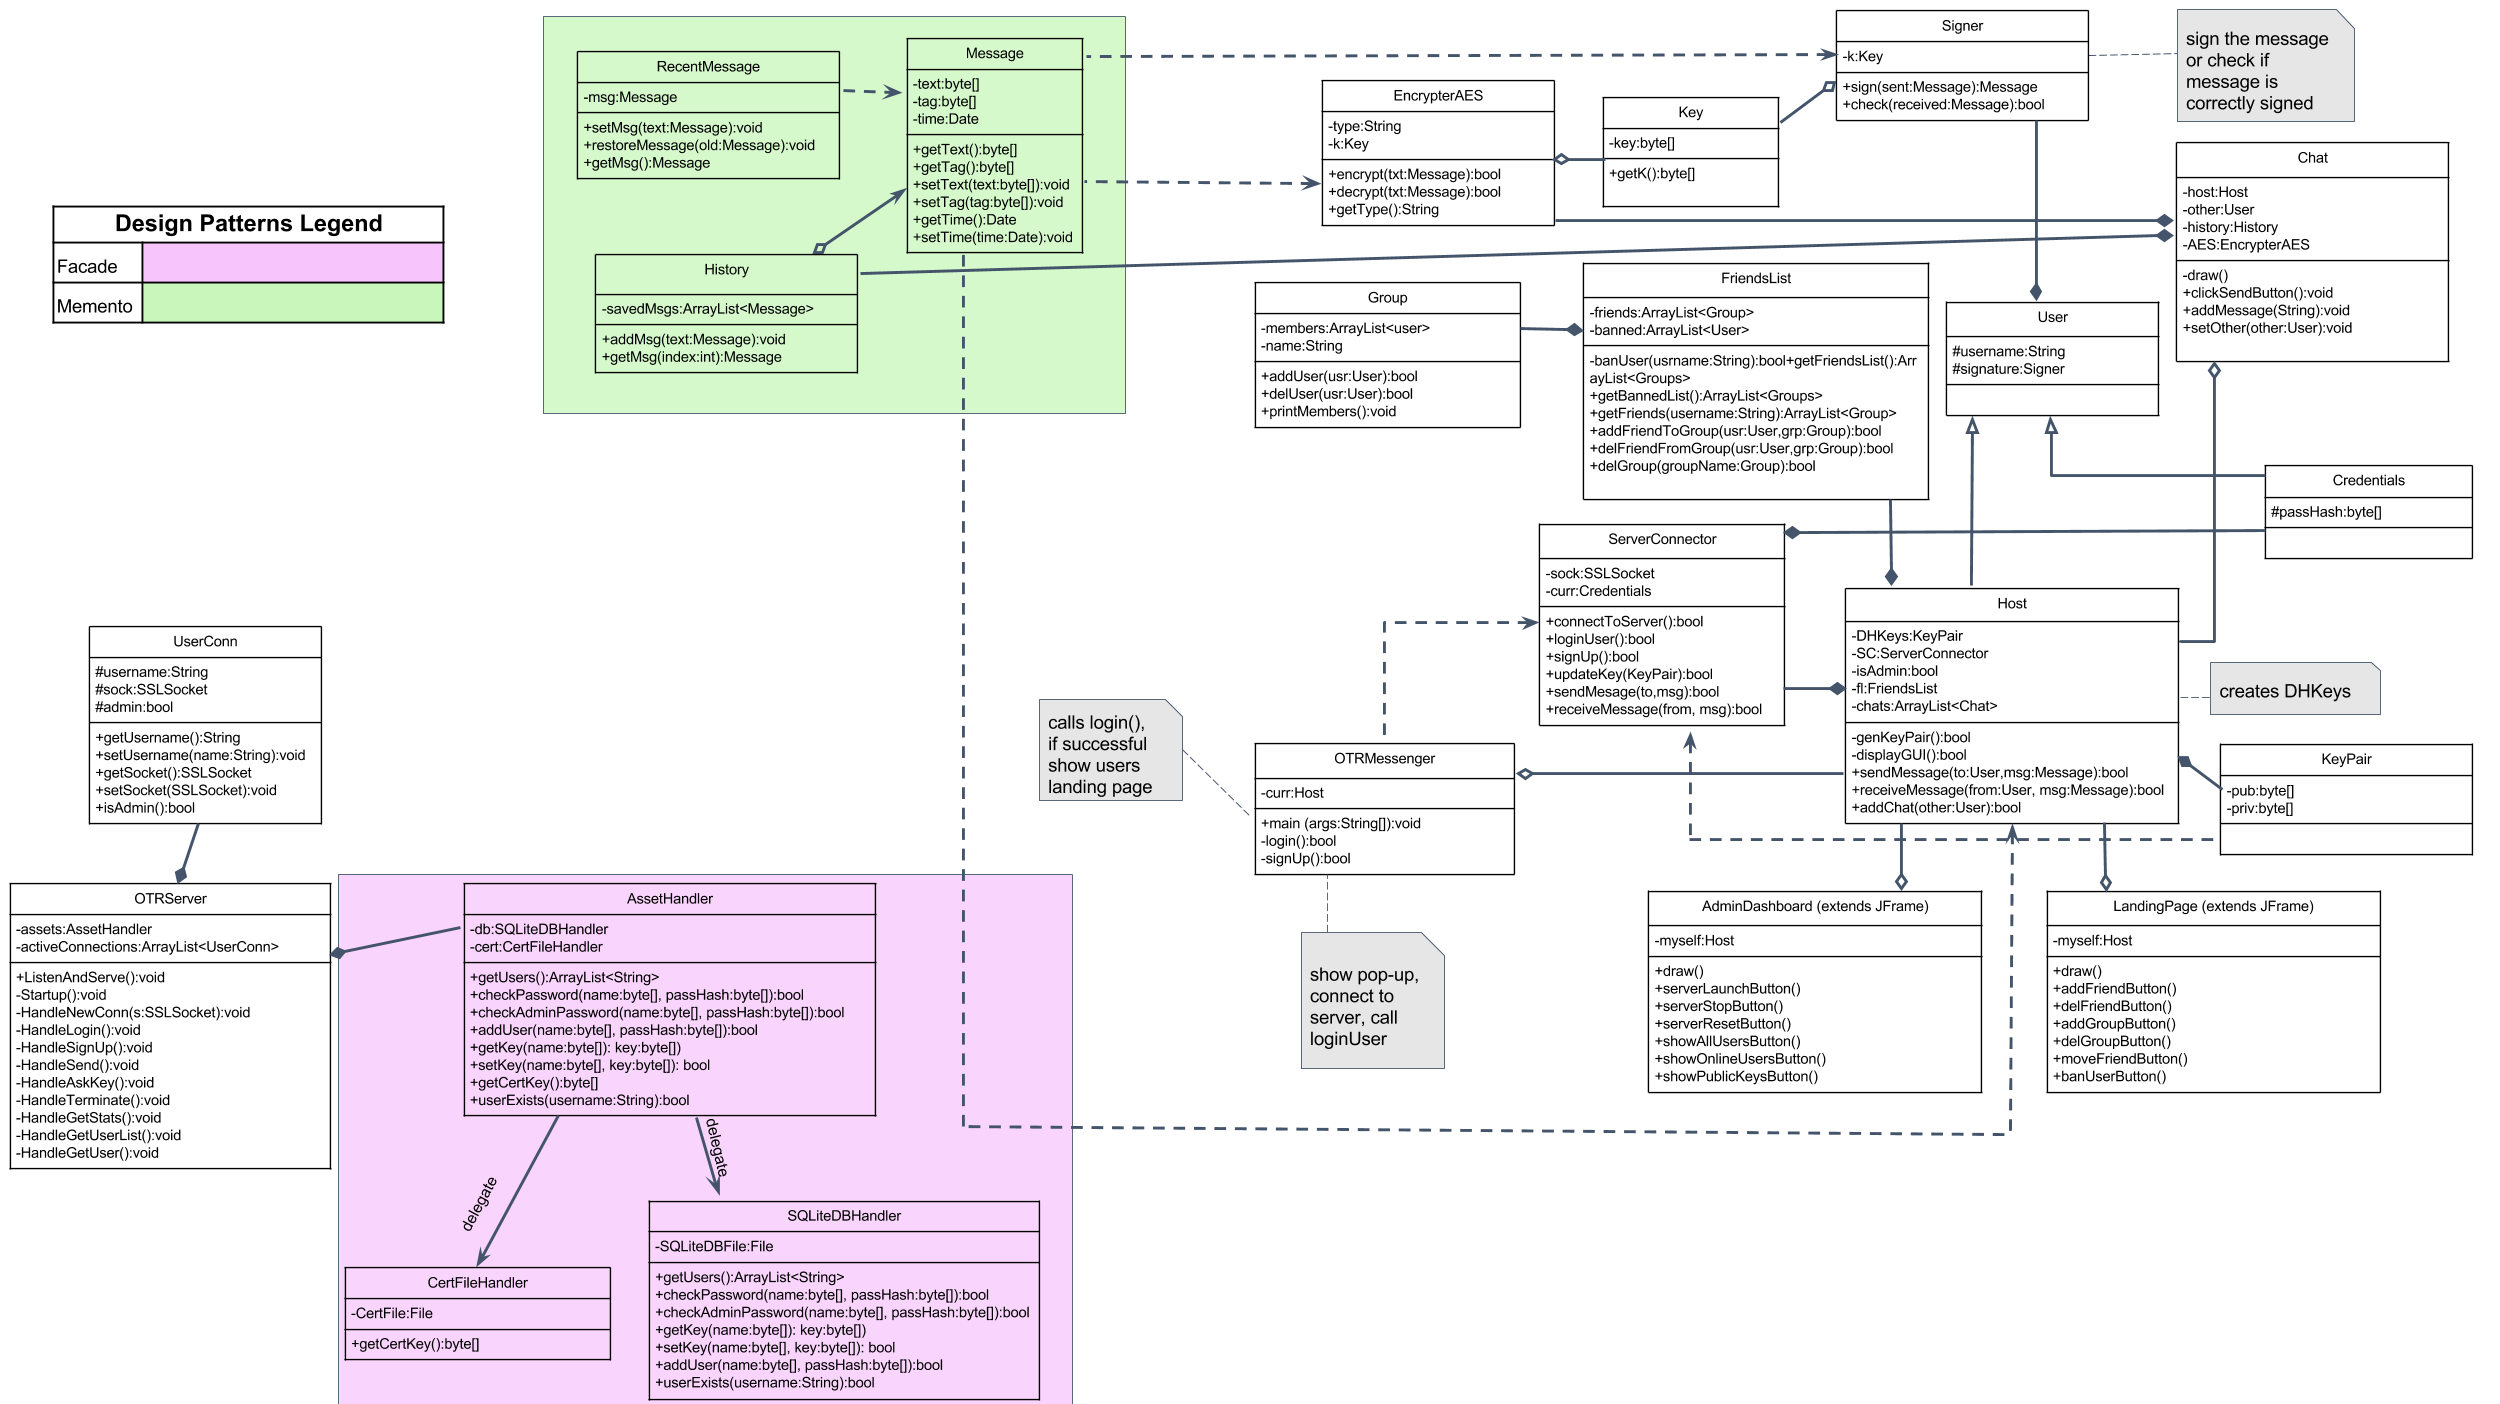 RecentMessage
-msg:Message
+setMsg(text:Message):void
+restoreMessage(old:Message):void
+getMsg():Message
Message
-text:byte[]
-tag:byte[]
-time:Date
+getText():byte[]
+getTag():byte[]
+setText(text:byte[]):void
+setTag(tag:byte[]):void
+getTime():Date
+setTime(time:Date):void
History
-savedMsgs:ArrayList<Message>
+addMsg(text:Message):void
+getMsg(index:int):Message
Design Patterns Legend
Facade
Memento
EncrypterAES
-type:String
-k:Key
+encrypt(txt:Message):bool
+decrypt(txt:Message):bool
+getType():String
Key
-key:byte[]
+getK():byte[]
Signer
-k:Key
+sign(sent:Message):Message
+check(received:Message):bool
sign the message
or check if
message is
correctly signed
Chat
-host:Host
-other:User
-history:History
-AES:EncrypterAES
-draw()
+clickSendButton():void
+addMessage(String):void
+setOther(other:User):void
Group
-members:ArrayList<user>
-name:String
+addUser(usr:User):bool
+delUser(usr:User):bool
+printMembers():void
FriendsList
-friends:ArrayList<Group>
-banned:ArrayList<User>
-banUser(usrname:String):bool+getFriendsList():Arr
ayList<Groups>
+getBannedList():ArrayList<Groups>
+getFriends(username:String):ArrayList<Group>
+addFriendToGroup(usr:User,grp:Group):bool
+delFriendFromGroup(usr:User,grp:Group):bool
+delGroup(groupName:Group):bool
User
#username:String
#signature:Signer
Credentials
#passHash:byte[]
ServerConnector
-sock:SSLSocket
-curr:Credentials
+connectToServer():bool
+loginUser():bool
+signUp():bool
+updateKey(KeyPair):bool
+sendMesage(to,msg):bool
+receiveMessage(from, msg):bool
Host
-DHKeys:KeyPair
-SC:ServerConnector
-isAdmin:bool
-fl:FriendsList
-chats:ArrayList<Chat>
-genKeyPair():bool
-displayGUI():bool
+sendMessage(to:User,msg:Message):bool
+receiveMessage(from:User, msg:Message):bool
+addChat(other:User):bool
creates DHKeys
KeyPair
-pub:byte[]
-priv:byte[]
UserConn
#username:String
#sock:SSLSocket
#admin:bool
+getUsername():String
+setUsername(name:String):void
+getSocket():SSLSocket
+setSocket(SSLSocket):void
+isAdmin():bool
calls login(),
if successful
show users
landing page
OTRMessenger
-curr:Host
+main (args:String[]):void
-login():bool
-signUp():bool
show pop-up,
connect to
server, call
loginUser
OTRServer
-assets:AssetHandler
-activeConnections:ArrayList<UserConn>
+ListenAndServe():void
-Startup():void
-HandleNewConn(s:SSLSocket):void
-HandleLogin():void
-HandleSignUp():void
-HandleSend():void
-HandleAskKey():void
-HandleTerminate():void
-HandleGetStats():void
-HandleGetUserList():void
-HandleGetUser():void
AssetHandler
-db:SQLiteDBHandler
-cert:CertFileHandler
+getUsers():ArrayList<String>
+checkPassword(name:byte[], passHash:byte[]):bool
+checkAdminPassword(name:byte[], passHash:byte[]):bool
+addUser(name:byte[], passHash:byte[]):bool
+getKey(name:byte[]): key:byte[])
+setKey(name:byte[], key:byte[]): bool
+getCertKey():byte[]
+userExists(username:String):bool
delegate
delegate
CertFileHandler
-CertFile:File
+getCertKey():byte[]
SQLiteDBHandler
-SQLiteDBFile:File
+getUsers():ArrayList<String>
+checkPassword(name:byte[], passHash:byte[]):bool
+checkAdminPassword(name:byte[], passHash:byte[]):bool
+getKey(name:byte[]): key:byte[])
+setKey(name:byte[], key:byte[]): bool
+addUser(name:byte[], passHash:byte[]):bool
+userExists(username:String):bool
AdminDashboard (extends JFrame)
-myself:Host
+draw()
+serverLaunchButton()
+serverStopButton()
+serverResetButton()
+showAllUsersButton()
+showOnlineUsersButton()
+showPublicKeysButton()
LandingPage (extends JFrame)
-myself:Host
+draw()
+addFriendButton()
+delFriendButton()
+addGroupButton()
+delGroupButton()
+moveFriendButton()
+banUserButton()